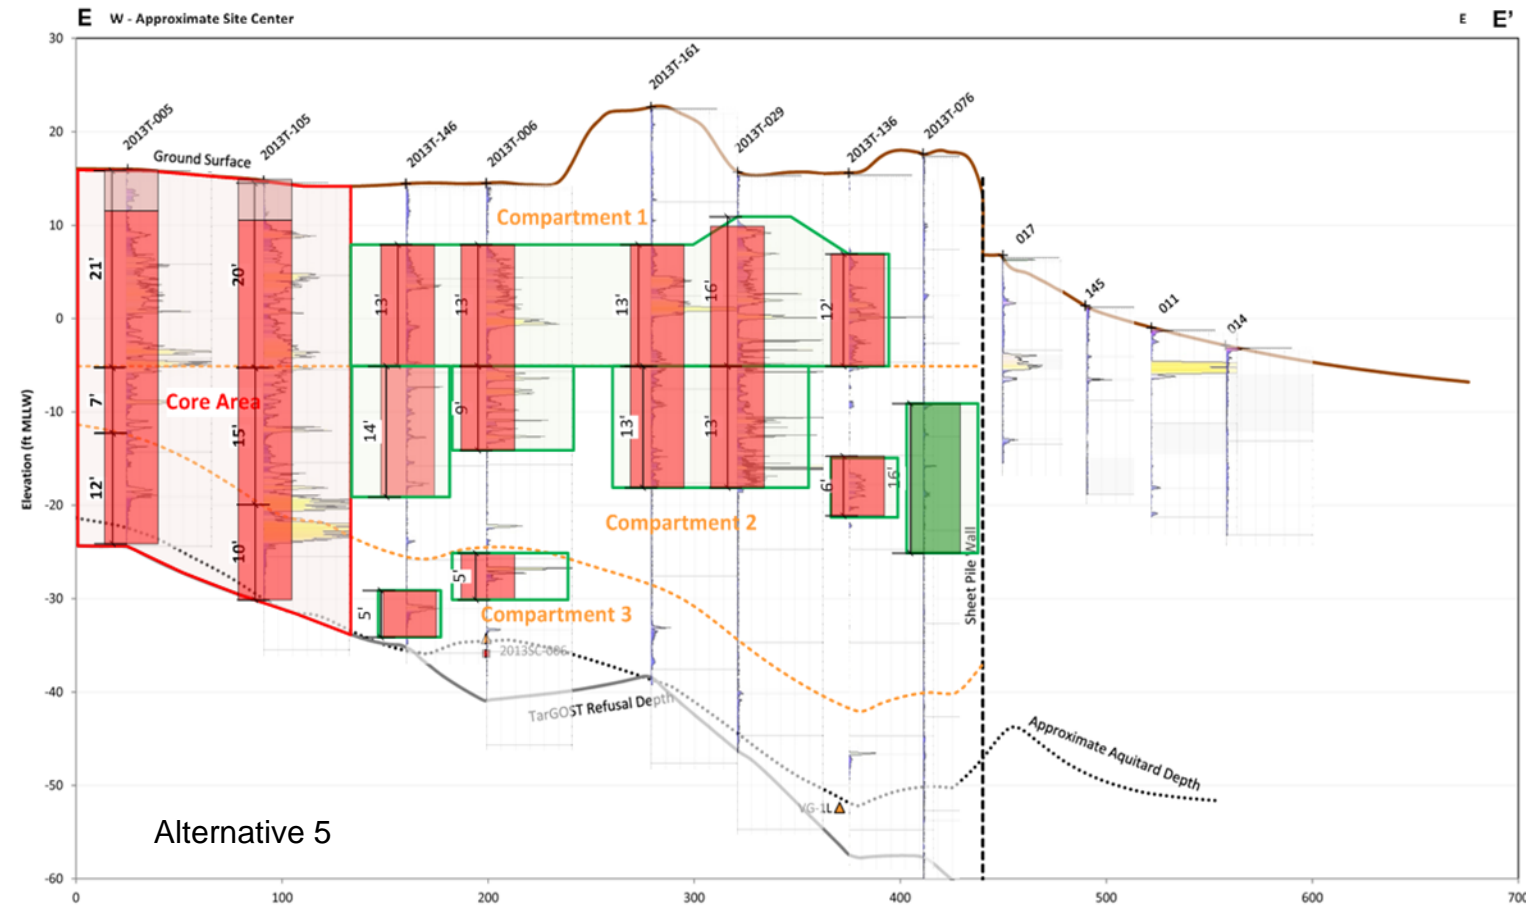 E W - Approximate Site Center E E'
30
20
10
0
-10
-20
-30
-40
-50
-60
Elevation (ft MLLW)
0
100
200
300
400
500
600
700
2013T-005
Ground Surface
2013T-105
2013T-146
2013T-006
2013T-161
2013T-029
2013T-136
2013T-076
017
145
011
014
Compartment 1
21'
20'
13'
13'
13'
16'
12'
Core Area
7'
15'
14'
9'
13'
13'
12'
10'
6'
16'
Compartment 2
5'
5'
Compartment 3
Sheet Pile Wall
2013SC-086
TarGOST Refusal Depth
VG-1L
Approximate Aquitard Depth
Alternative 5